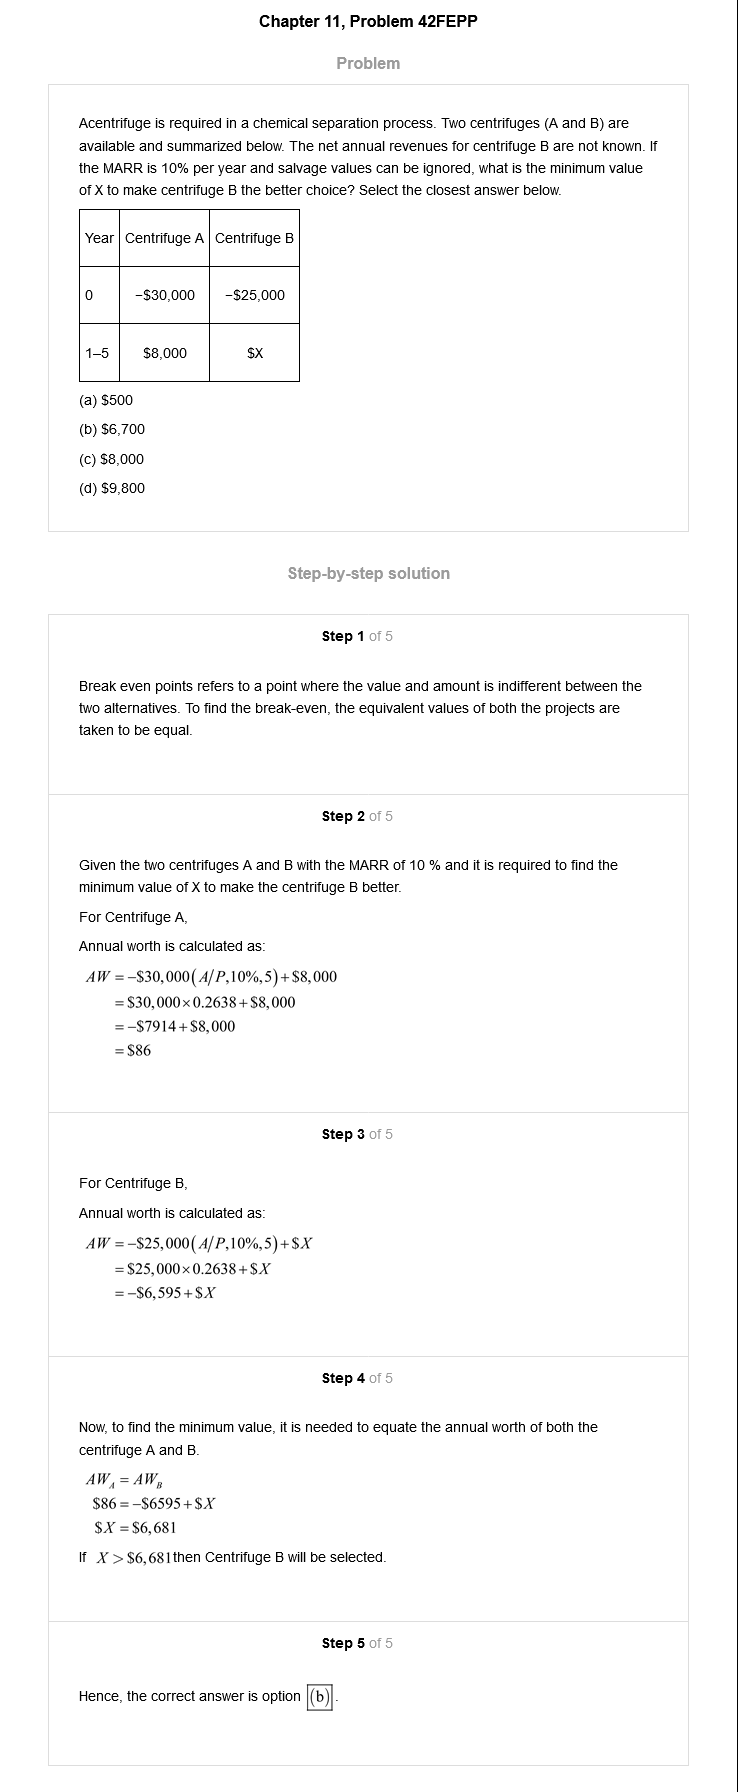 Chapter 11, Problem 42FEPP
Problem
Acentrifuge is required in a chemical separation process. Two centrifuges (A and B) are
available and summarized below. The net annual revenues for centrifuge B are not known. If
the MARR is 10% per year and salvage values can be ignored, what is the minimum value
of X to make centrifuge B the better choice? Select the closest answer below.
Year Centrifuge A Centrifuge B
0 −$30,000 −$25,000
1–5 $8,000 $X
(a) $500
(b) $6,700
(c) $8,000
(d) $9,800
Step-by-step solution
Step 1 of 5
Break even points refers to a point where the value and amount is indifferent between the
two alternatives. To find the break-even, the equivalent values of both the projects are
taken to be equal.
Step 2 of 5
Given the two centrifuges A and B with the MARR of 10 % and it is required to find the
minimum value of X to make the centrifuge B better.
For Centrifuge A,
Annual worth is calculated as:
AW = −$30,000(A/P,10%,5)+$8,000
= $30,000×0.2638+$8,000
= −$7914+$8,000
= $86
Step 3 of 5
For Centrifuge B,
Annual worth is calculated as:
AW = −$25,000(A/P,10%,5)+$X
= $25,000×0.2638+$X
= −$6,595+$X
Step 4 of 5
Now, to find the minimum value, it is needed to equate the annual worth of both the
centrifuge A and B.
AW_A = AW_B
$86 = −$6595+$X
$X = $6,681
If X > $6,681then Centrifuge B will be selected.
Step 5 of 5
Hence, the correct answer is option (b).